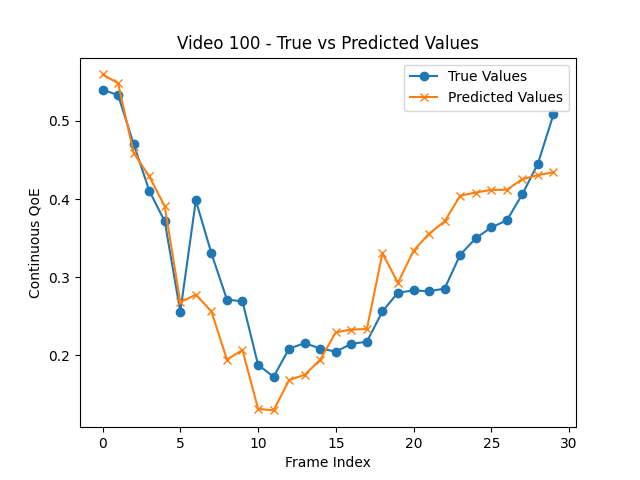 Video 100 - True vs Predicted Values
True Values
Predicted Values
Continuous QoE
0.5
0.4
0.3
0.2
0 5 10 15 20 25 30
Frame Index